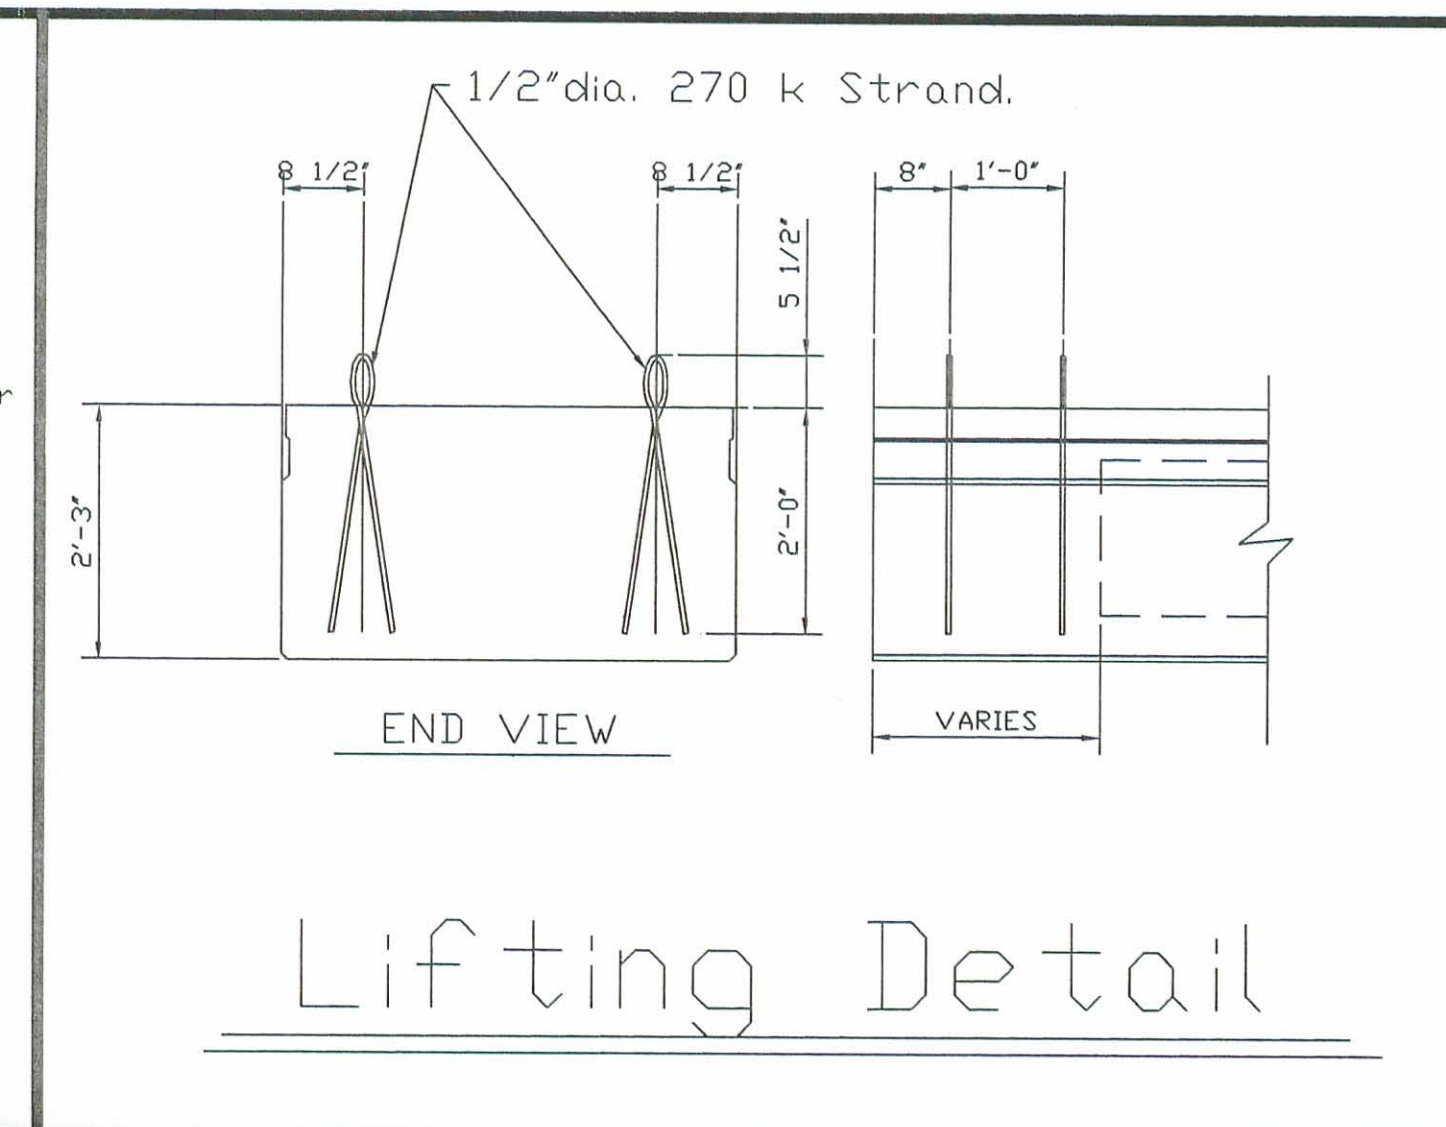 1/2"dia. 270 k Strand.
8 1/2"
8 1/2"
8"
1'-0"
5 1/2"
r
2'-3"
2'-0"
END VIEW
VARIES
Lifting Detail